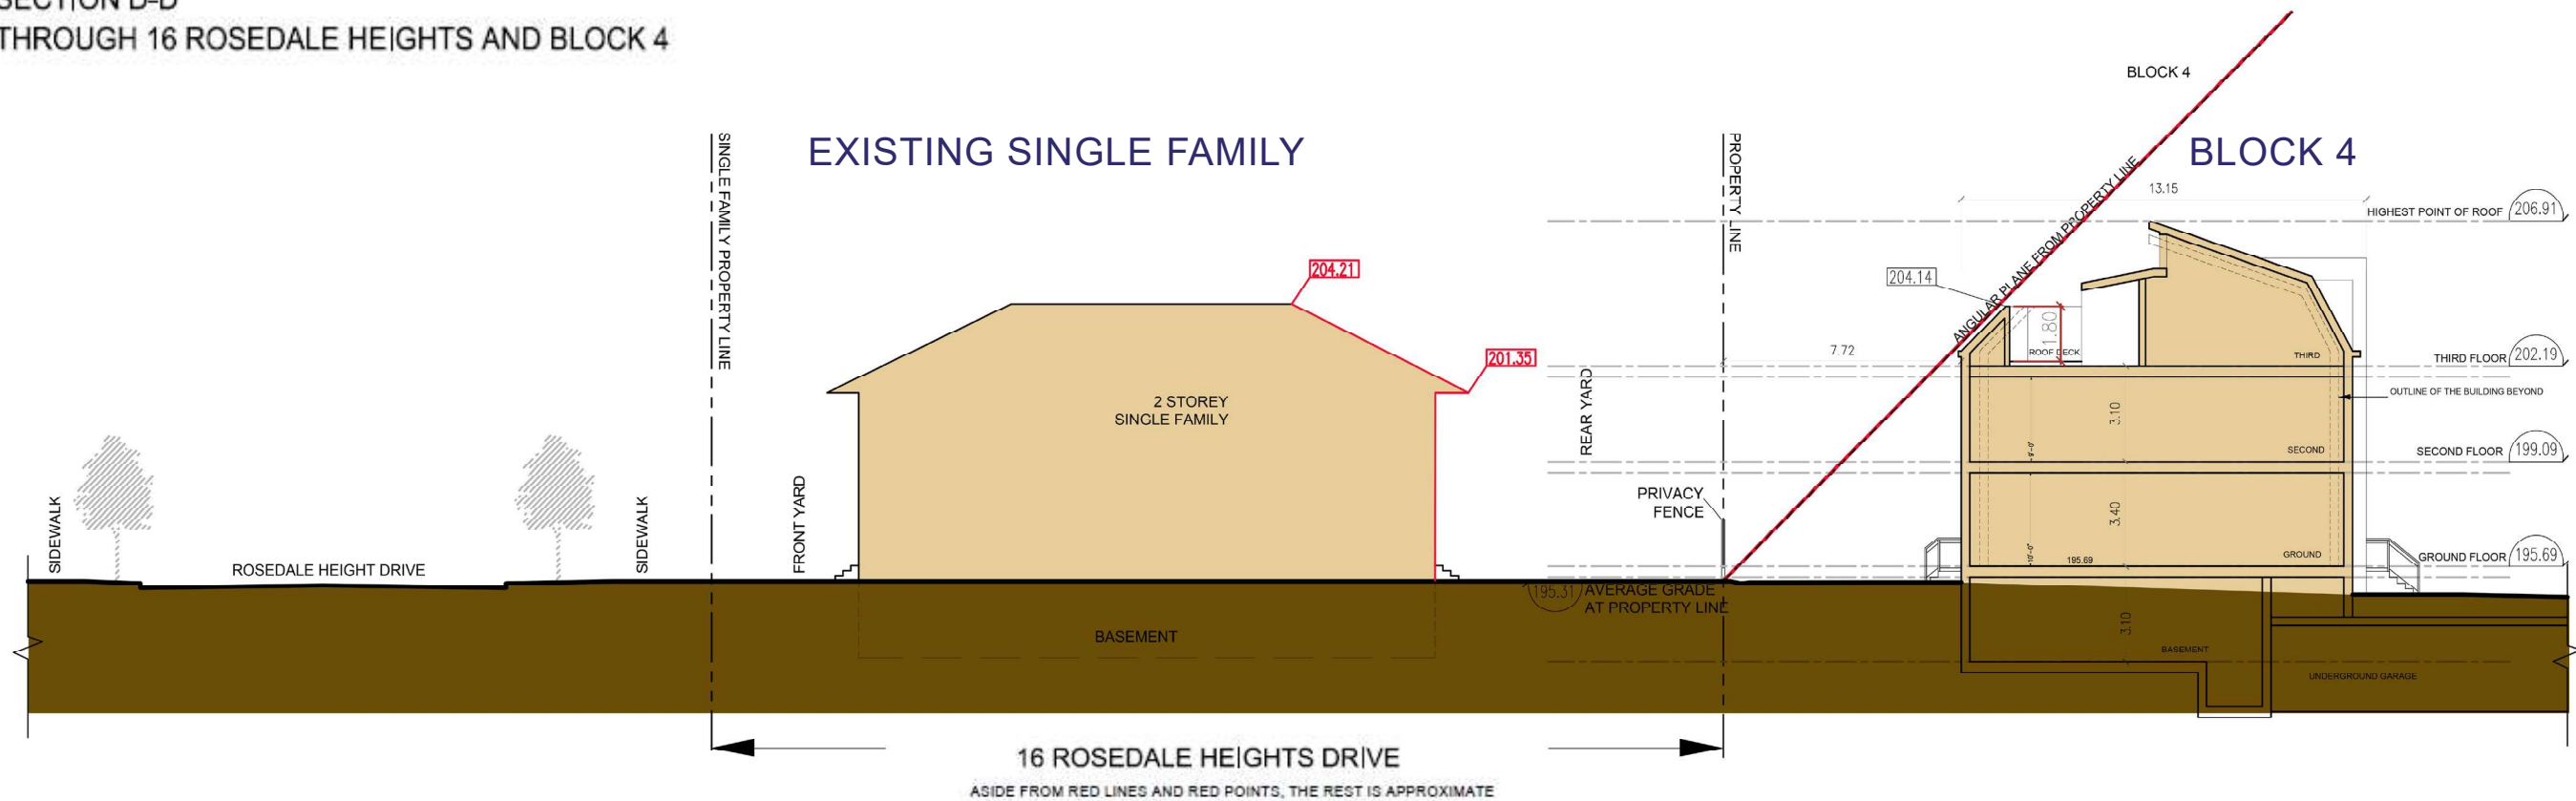 SECTION D-D
THROUGH 16 ROSEDALE HEIGHTS AND BLOCK 4
BLOCK 4
EXISTING SINGLE FAMILY
BLOCK 4
SINGLE FAMILY PROPERTY LINE
PROPERTY LINE
ANGULAR PLANE FROM PROPERTY LINE
13.15
HIGHEST POINT OF ROOF 206.91
204.21
204.14
201.35
7.72
1.80
ROOF DECK
THIRD
THIRD FLOOR 202.19
OUTLINE OF THE BUILDING BEYOND
2 STOREY
SINGLE FAMILY
REAR YARD
3.10
9'-0"
SECOND
SECOND FLOOR 199.09
SIDEWALK
ROSEDALE HEIGHT DRIVE
SIDEWALK
FRONT YARD
PRIVACY
FENCE
3.40
10'-0"
195.69
GROUND
GROUND FLOOR 195.69
195.31 AVERAGE GRADE
AT PROPERTY LINE
BASEMENT
3.10
BASEMENT
UNDERGROUND GARAGE
16 ROSEDALE HEIGHTS DRIVE
ASIDE FROM RED LINES AND RED POINTS, THE REST IS APPROXIMATE